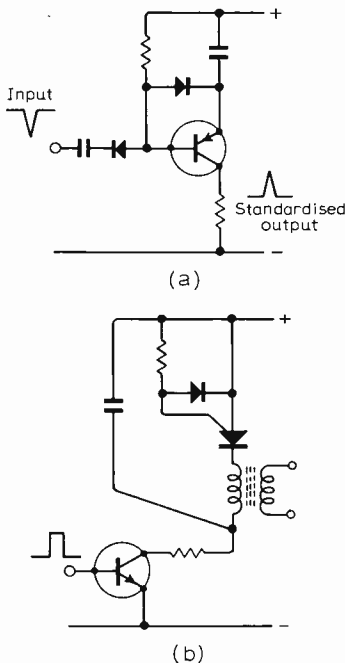 +
Input
Standardised
output
−
(a)
+
−
(b)